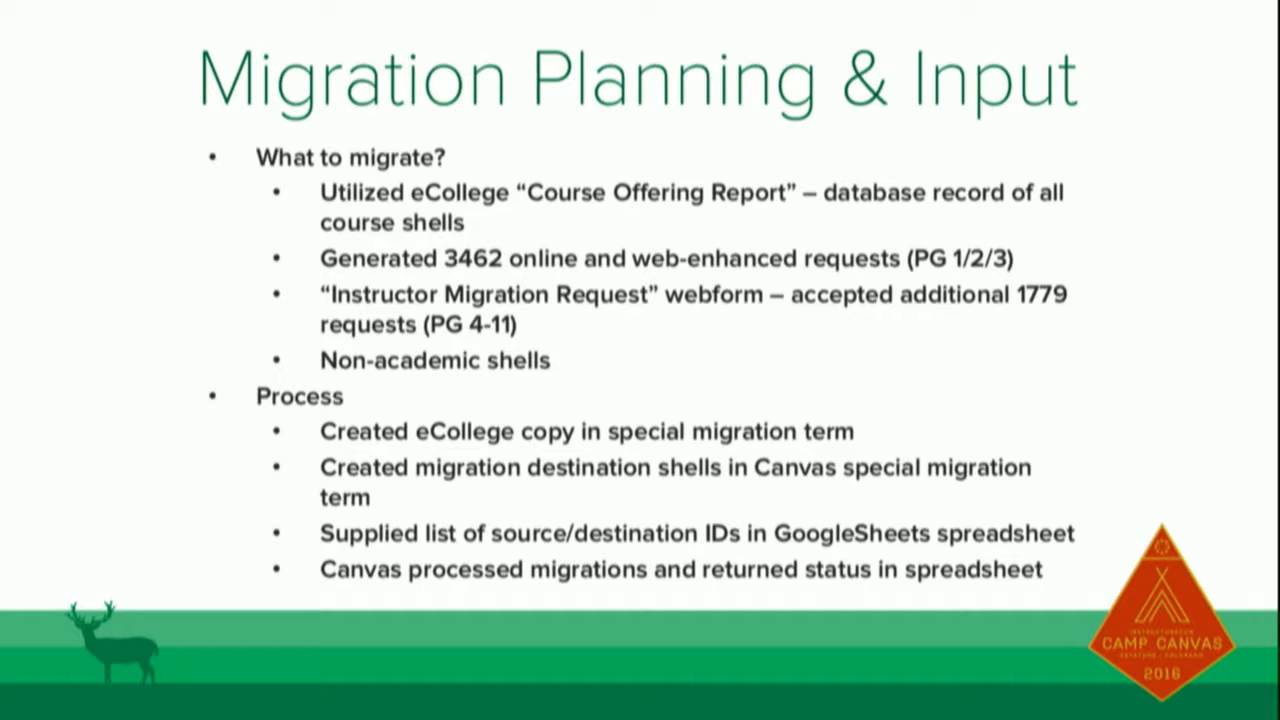 Migration Planning & Input
• What to migrate?
• Utilized eCollege “Course Offering Report” – database record of all
course shells
• Generated 3462 online and web-enhanced requests (PG 1/2/3)
• “Instructor Migration Request” webform – accepted additional 1779
requests (PG 4-11)
• Non-academic shells
• Process
• Created eCollege copy in special migration term
• Created migration destination shells in Canvas special migration
term
• Supplied list of source/destination IDs in GoogleSheets spreadsheet
• Canvas processed migrations and returned status in spreadsheet
CAMP CANVAS
2016